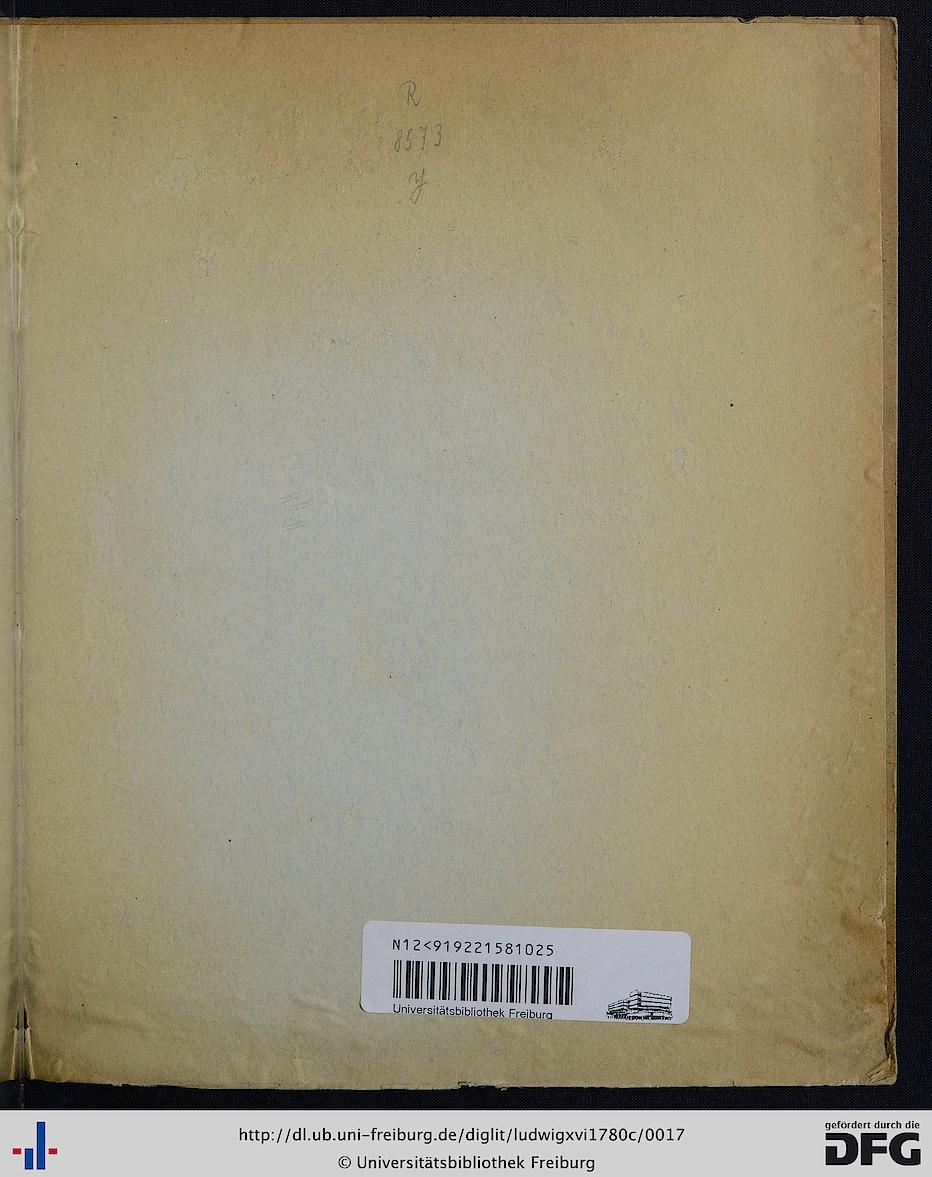 R
8573
y
N12<919221581025
Universitätsbibliothek Freiburg
http://dl.ub.uni-freiburg.de/diglit/ludwigxvi1780c/0017
© Universitätsbibliothek Freiburg
gefördert durch die
DFG